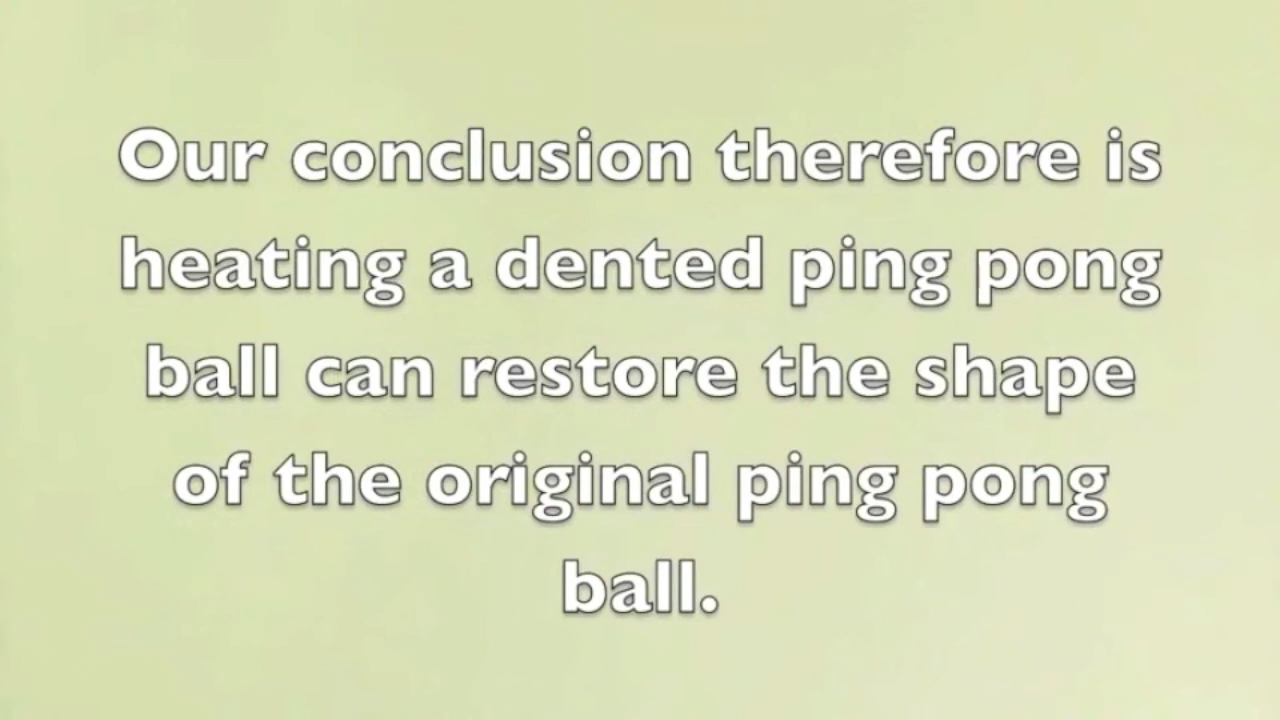 Our conclusion therefore is
heating a dented ping pong
ball can restore the shape
of the original ping pong
ball.